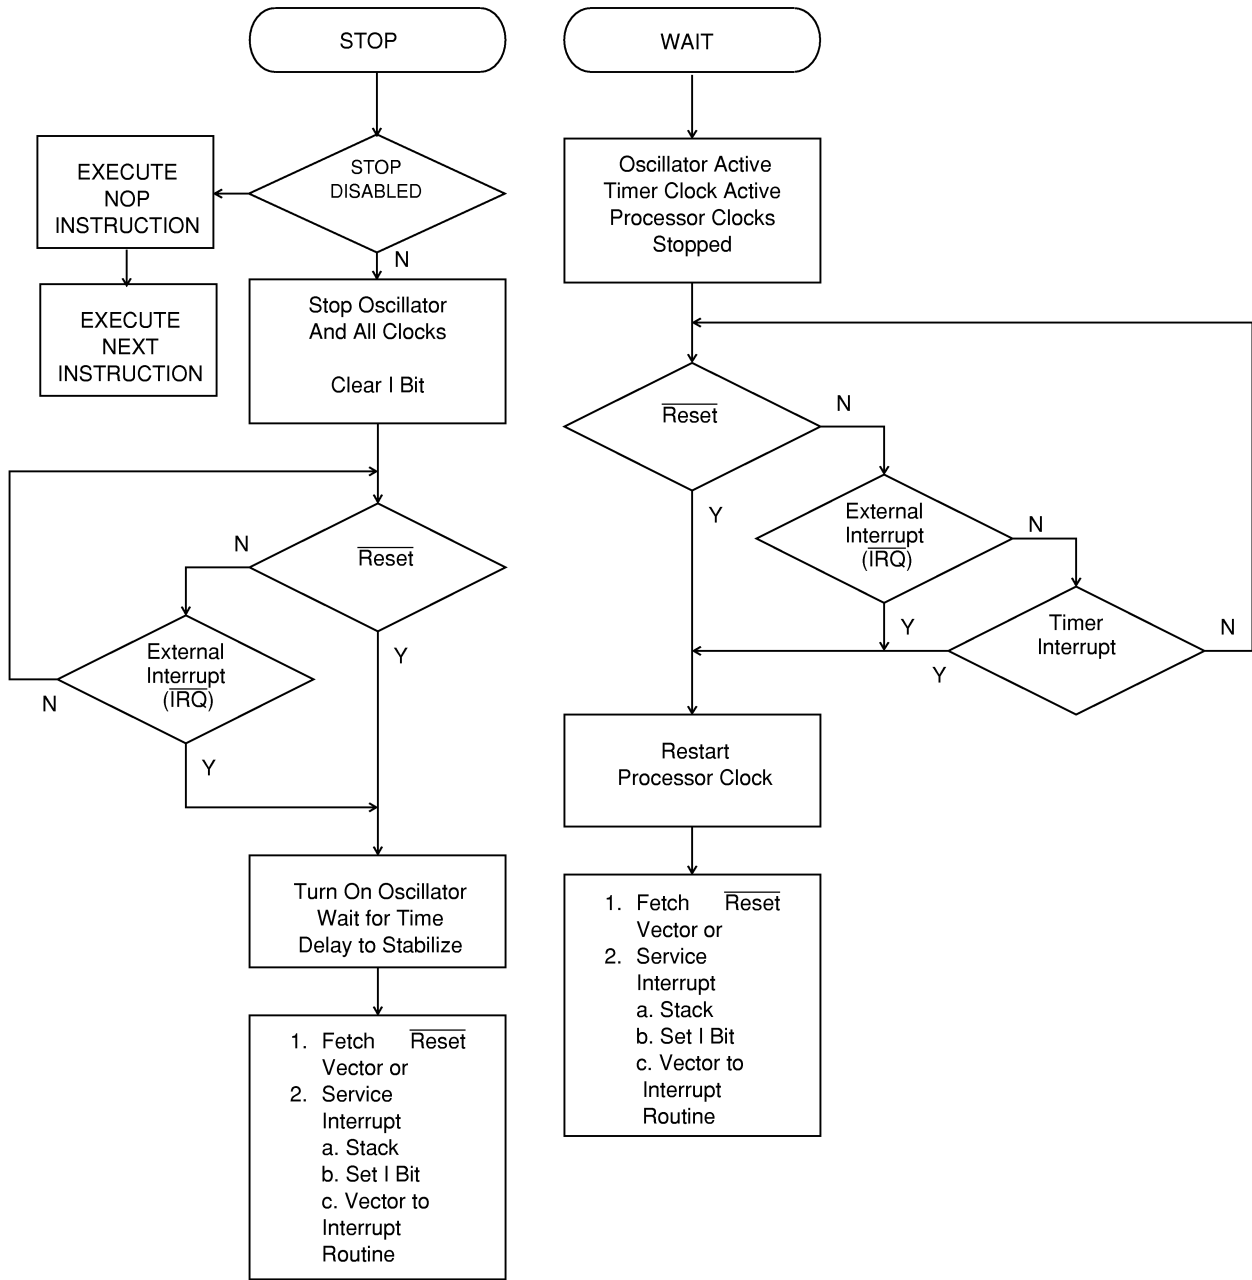 STOP
STOP
DISABLED
EXECUTE
NOP
INSTRUCTION
EXECUTE
NEXT
INSTRUCTION
N
Stop Oscillator
And All Clocks
Clear I Bit
Reset
N
Y
External
Interrupt
(IRQ)
N
Y
Turn On Oscillator
Wait for Time
Delay to Stabilize
1. Fetch Reset
Vector or
2. Service
Interrupt
a. Stack
b. Set I Bit
c. Vector to
Interrupt
Routine
WAIT
Oscillator Active
Timer Clock Active
Processor Clocks
Stopped
Reset
N
Y
External
Interrupt
(IRQ)
N
Y
Timer
Interrupt
N
Y
Restart
Processor Clock
1. Fetch Reset
Vector or
2. Service
Interrupt
a. Stack
b. Set I Bit
c. Vector to
Interrupt
Routine